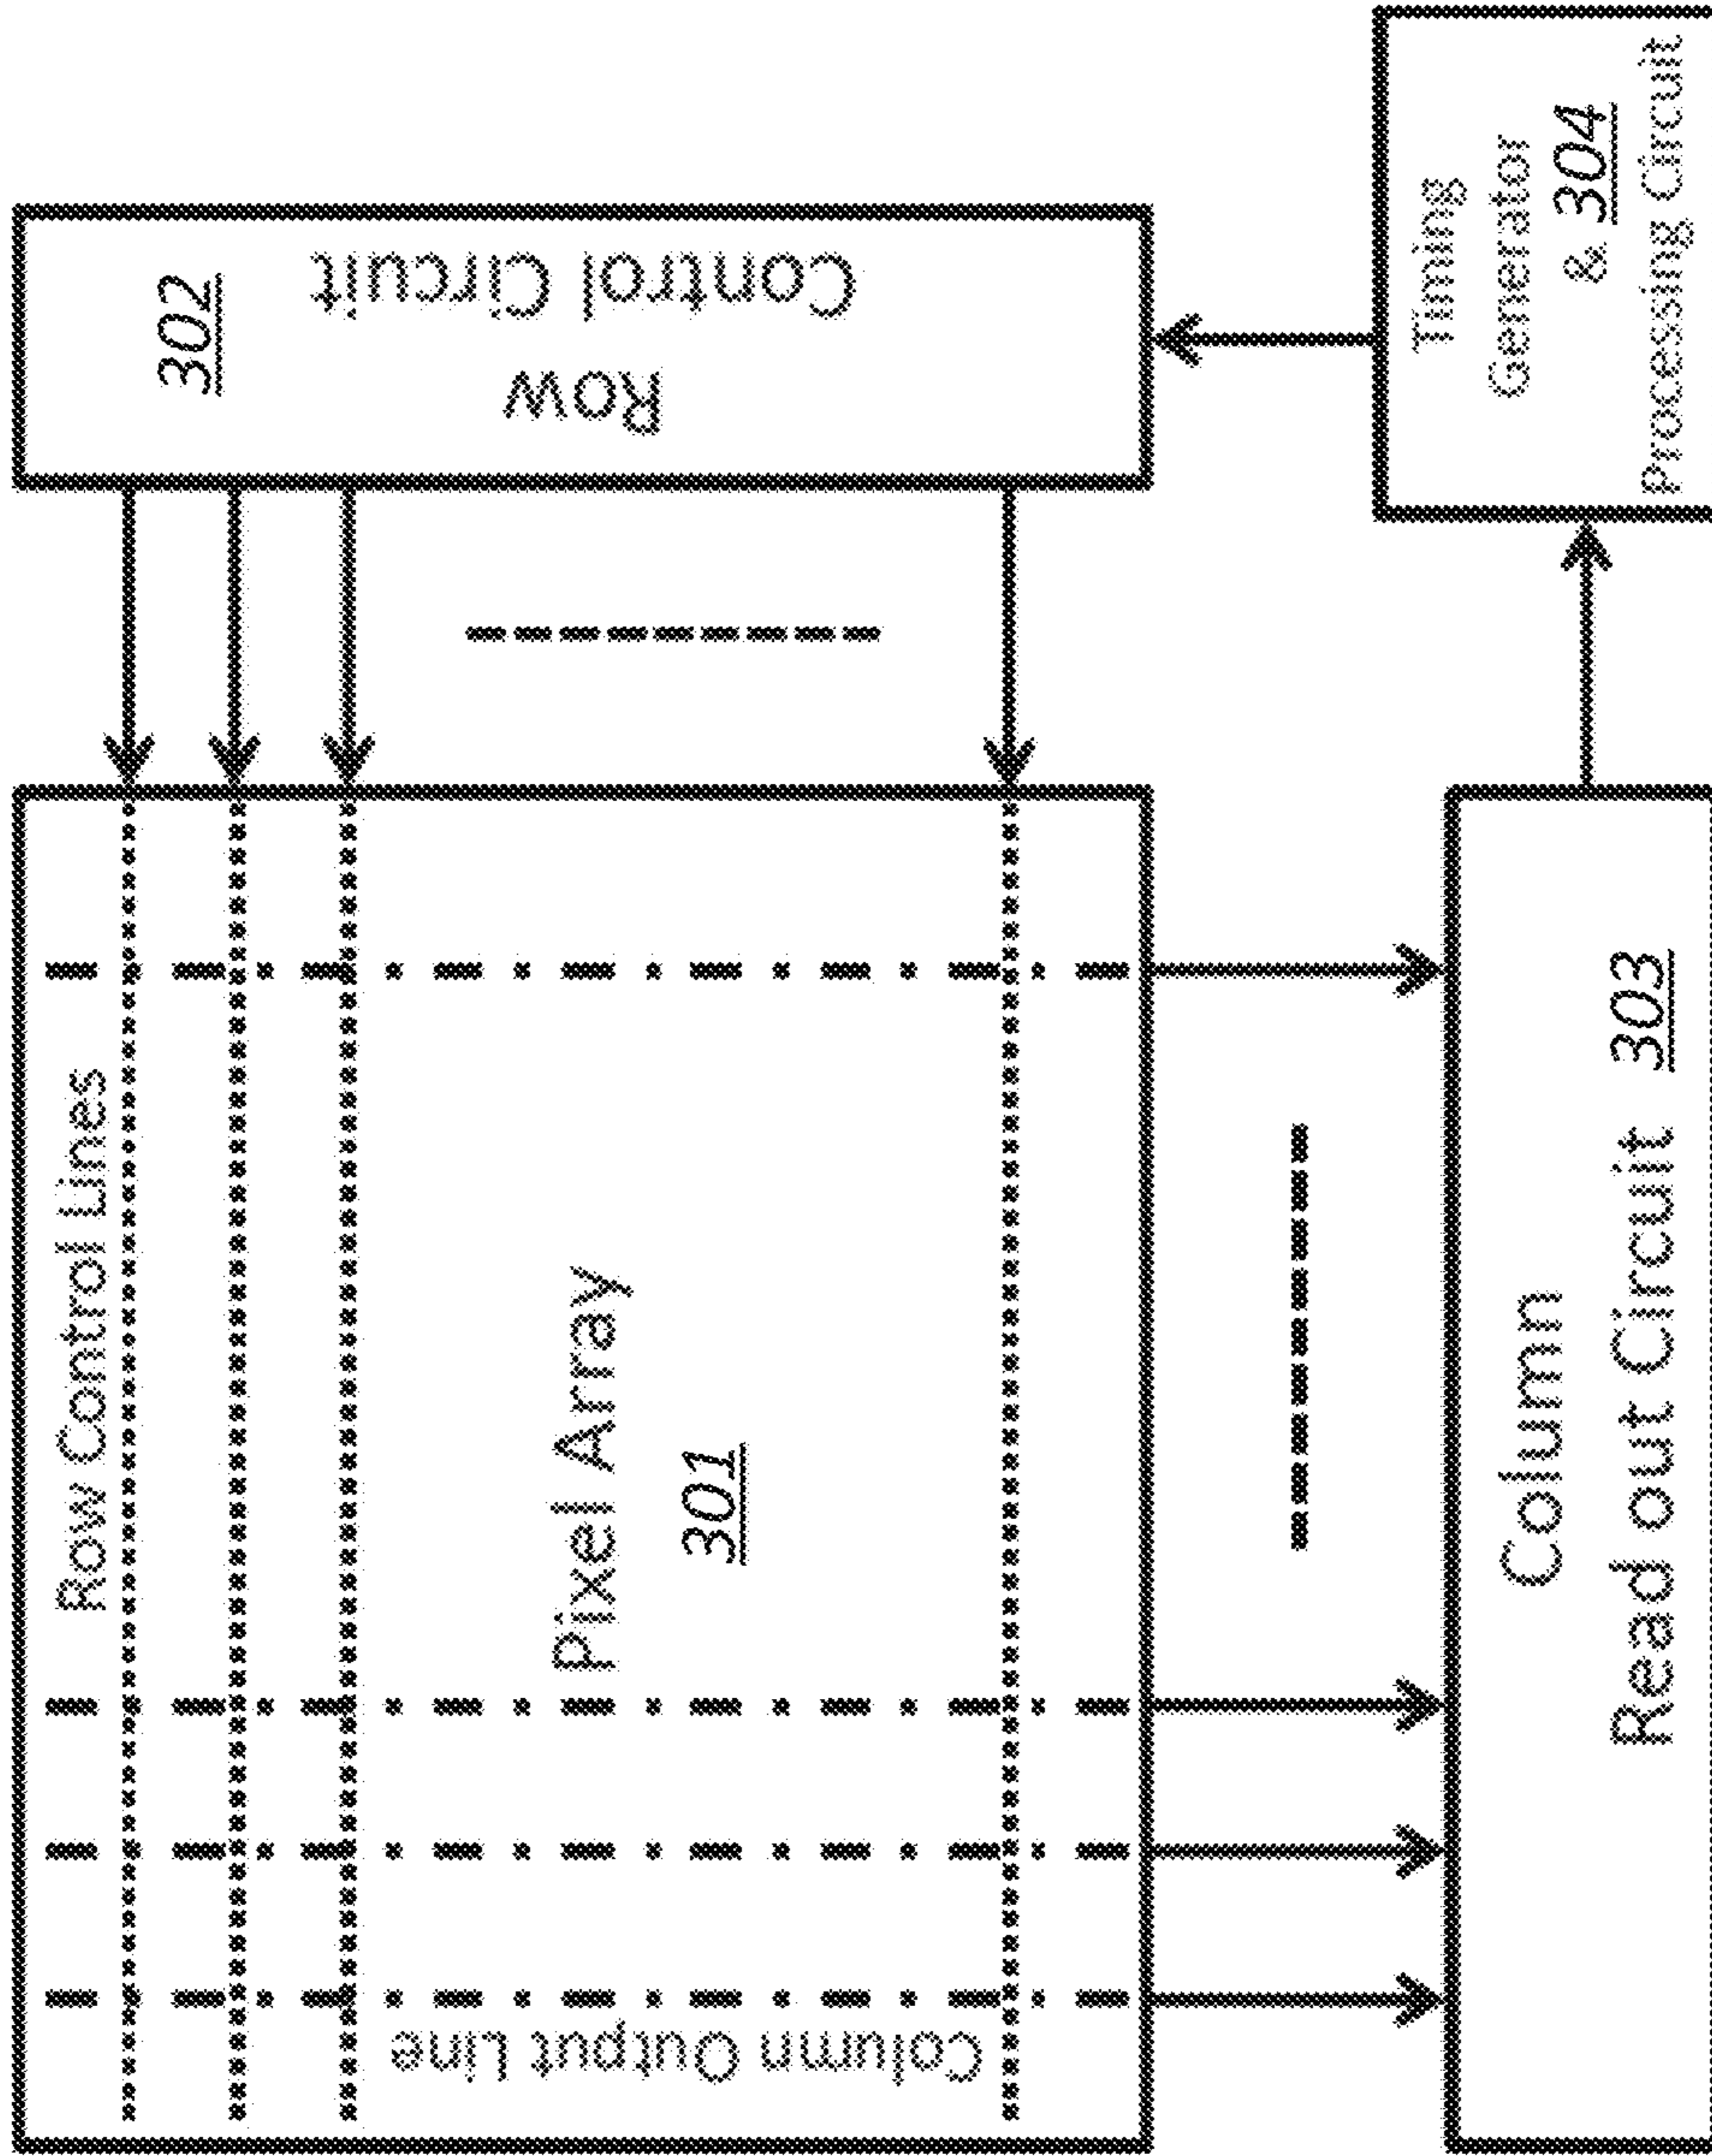 Row Control Lines
Pixel Array
301
Column Output Line
302
Row
Control Circuit
Column
Read out Circuit 303
Timing
Generator
& 304
Processing Circuit